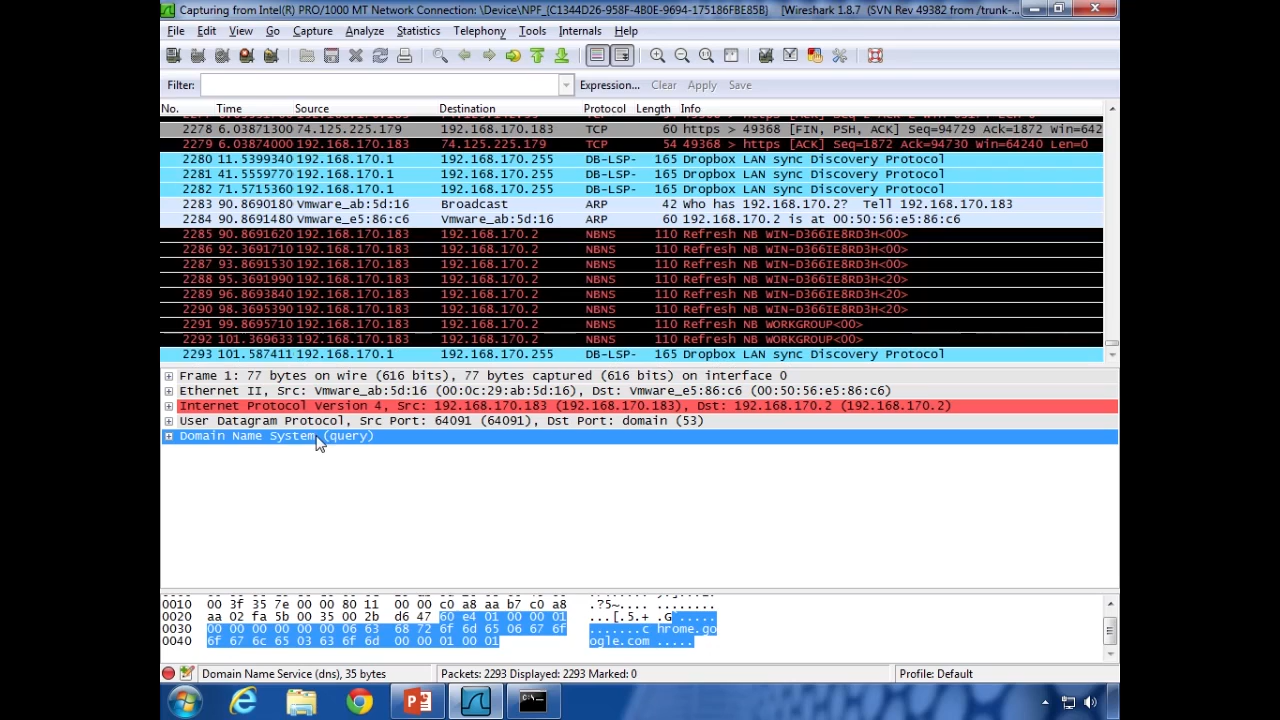 Capturing from Intel(R) PRO/1000 MT Network Connection: \Device\NPF_{C1344D26-958F-4B0E-9694-175186FBE85B} [Wireshark 1.8.7 (SVN Rev 49382 from /trunk-...
File Edit View Go Capture Analyze Statistics Telephony Tools Internals Help
Filter: Expression... Clear Apply Save
No. Time Source Destination Protocol Length Info
2278 6.03871300 74.125.225.179 192.168.170.183 TCP 60 https > 49368 [FIN, PSH, ACK] Seq=94729 Ack=1872 Win=642
2279 6.03874000 192.168.170.183 74.125.225.179 TCP 54 49368 > https [ACK] Seq=1872 Ack=94730 Win=64240 Len=0
2280 11.5399340 192.168.170.1 192.168.170.255 DB-LSP- 165 Dropbox LAN sync Discovery Protocol
2281 41.5559770 192.168.170.1 192.168.170.255 DB-LSP- 165 Dropbox LAN sync Discovery Protocol
2282 71.5715360 192.168.170.1 192.168.170.255 DB-LSP- 165 Dropbox LAN sync Discovery Protocol
2283 90.8690180 Vmware_ab:5d:16 Broadcast ARP 42 Who has 192.168.170.2? Tell 192.168.170.183
2284 90.8691480 Vmware_e5:86:c6 Vmware_ab:5d:16 ARP 60 192.168.170.2 is at 00:50:56:e5:86:c6
2285 90.8691620 192.168.170.183 192.168.170.2 NBNS 110 Refresh NB WIN-D366IE8RD3H<00>
2286 92.3691710 192.168.170.183 192.168.170.2 NBNS 110 Refresh NB WIN-D366IE8RD3H<00>
2287 93.8691530 192.168.170.183 192.168.170.2 NBNS 110 Refresh NB WIN-D366IE8RD3H<00>
2288 95.3691990 192.168.170.183 192.168.170.2 NBNS 110 Refresh NB WIN-D366IE8RD3H<20>
2289 96.8693840 192.168.170.183 192.168.170.2 NBNS 110 Refresh NB WIN-D366IE8RD3H<20>
2290 98.3695390 192.168.170.183 192.168.170.2 NBNS 110 Refresh NB WIN-D366IE8RD3H<20>
2291 99.8695710 192.168.170.183 192.168.170.2 NBNS 110 Refresh NB WORKGROUP<00>
2292 101.369633 192.168.170.183 192.168.170.2 NBNS 110 Refresh NB WORKGROUP<00>
2293 101.587411 192.168.170.1 192.168.170.255 DB-LSP- 165 Dropbox LAN sync Discovery Protocol
Frame 1: 77 bytes on wire (616 bits), 77 bytes captured (616 bits) on interface 0
Ethernet II, Src: Vmware_ab:5d:16 (00:0c:29:ab:5d:16), Dst: Vmware_e5:86:c6 (00:50:56:e5:86:c6)
Internet Protocol Version 4, Src: 192.168.170.183 (192.168.170.183), Dst: 192.168.170.2 (192.168.170.2)
User Datagram Protocol, Src Port: 64091 (64091), Dst Port: domain (53)
Domain Name System (query)
0010 00 3f 35 7e 00 00 80 11 00 00 c0 a8 aa b7 c0 a8 .?5~.... ........
0020 aa 02 fa 5b 00 35 00 2b d6 47 60 e4 01 00 00 01 ...[.5.+ .G`.....
0030 00 00 00 00 00 00 06 63 68 72 6f 6d 65 06 67 6f .......c hrome.go
0040 6f 67 6c 65 03 63 6f 6d 00 00 01 00 01 ogle.com .....
Domain Name Service (dns), 35 bytes Packets: 2293 Displayed: 2293 Marked: 0 Profile: Default